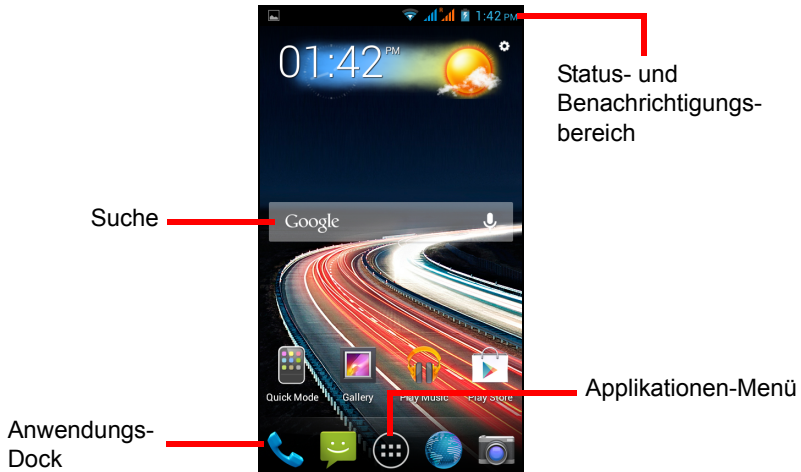 1:42 PM
01:42 PM
Status- und
Benachrichtigungs-
bereich
Suche
Google
Quick Mode
Gallery
Play Music
Play Store
Applikationen-Menü
Anwendungs-
Dock